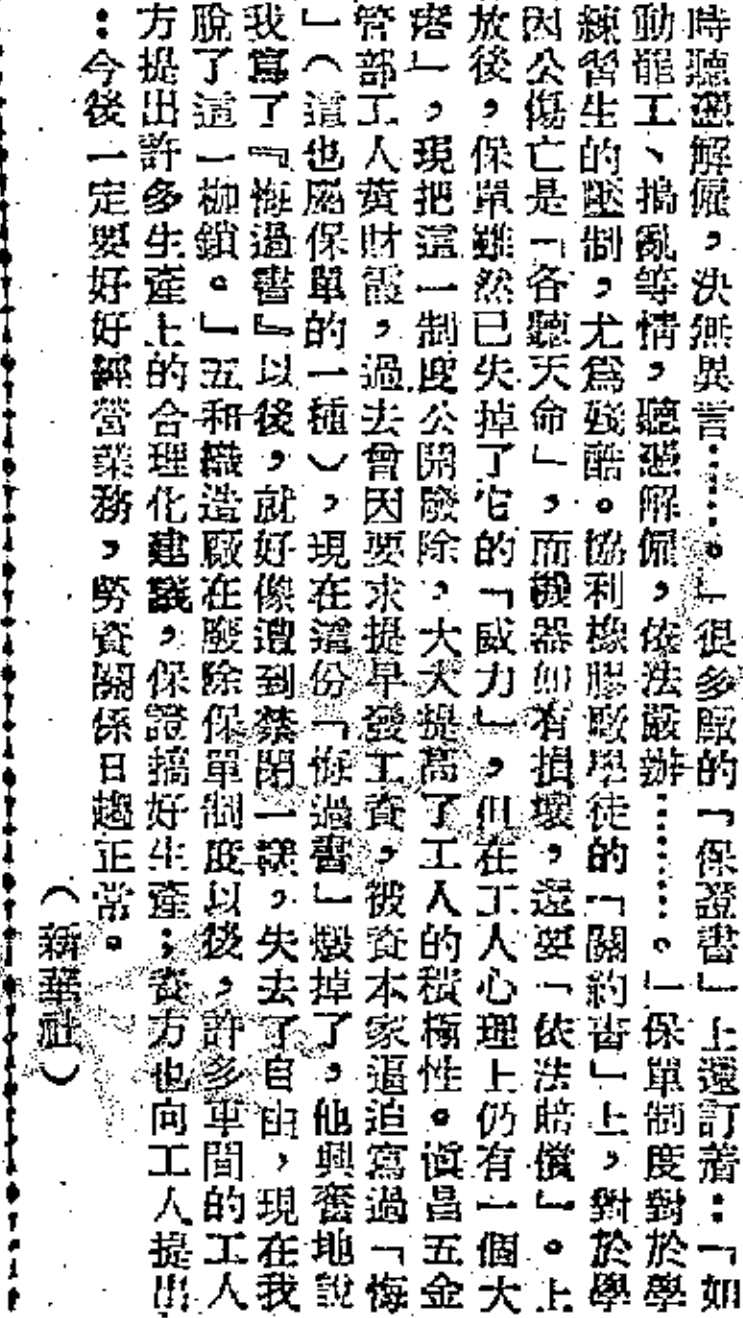 時聽憑解僱，決無異言……。」很多廠的「保證書」上還訂着：「如
動罷工、搗亂等情，聽憑解僱，依法嚴辦……。」保單制度對於學
練習生的壓制，尤爲殘酷。協利橡膠廠學徒的「關約書」上，對於學
因公傷亡是「各聽天命」，而機器如有損壞，還要「依法賠償」。上
放後，保單雖然已失掉了它的「威力」，但在工人心理上仍有一個大
瘩」，現把這一制度公開廢除，大大提高了工人的積極性。愼昌五金
管部工人黃財霞，過去曾因要求提早發工資，被資本家逼迫寫過「悔
」（這也屬保單的一種），現在這份「悔過書」燬掉了，他興奮地說
我寫了『悔過書』以後，就好像遭到禁閉一樣，失去了自由，現在我
脫了這一枷鎖。」五和織造廠在廢除保單制度以後，許多車間的工人
方提出許多生產上的合理化建議，保證搞好生產；資方也向工人提出
：今後一定要好好經營業務，勞資關係日趨正常。
（新華社）